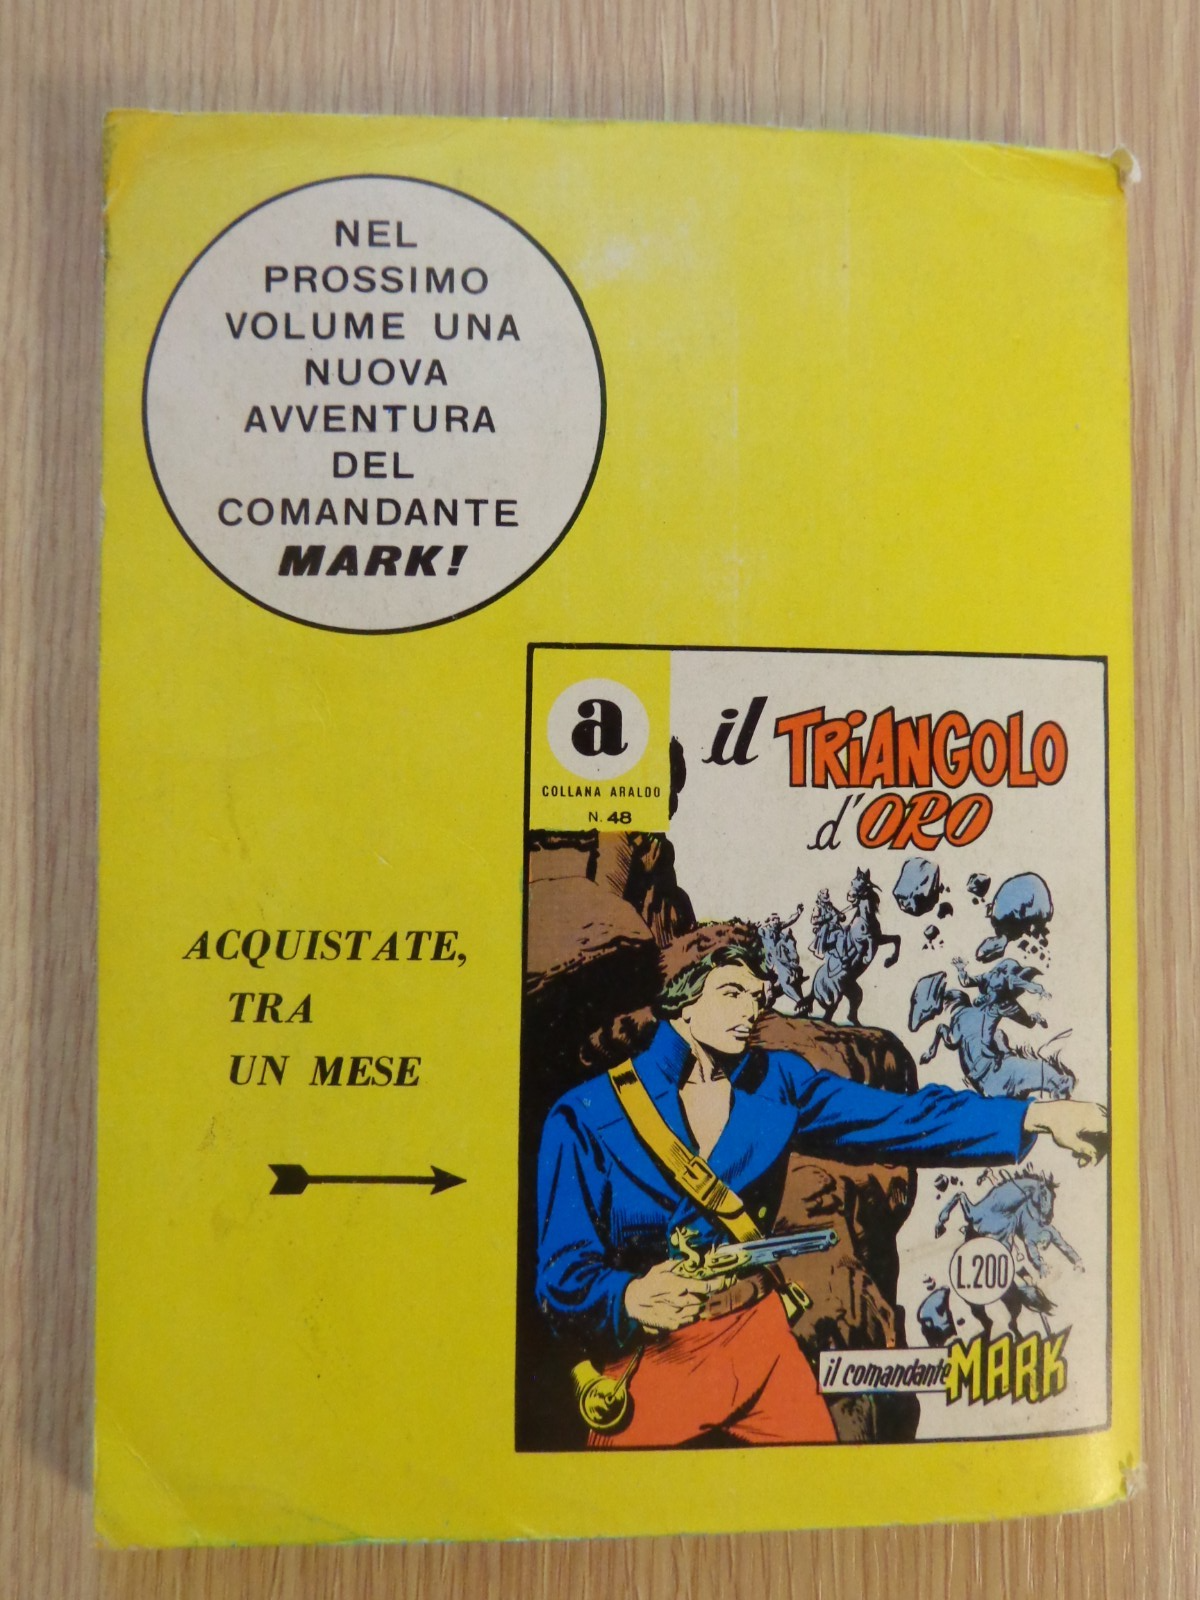 NEL
PROSSIMO
VOLUME UNA
NUOVA
AVVENTURA
DEL
COMANDANTE
MARK!
a
COLLANA ARALDO
N. 48
il TRIANGOLO
d'ORO
ACQUISTATE,
TRA
UN MESE
L.200
il comandante MARK